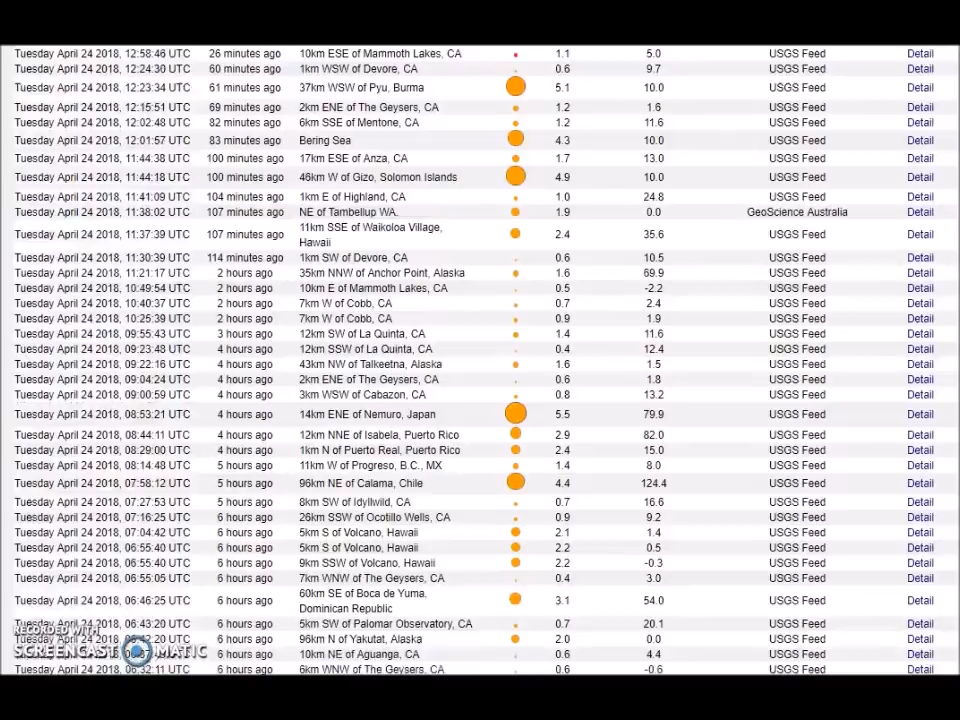 Tuesday April 24 2018, 12:58:46 UTC 26 minutes ago 10km ESE of Mammoth Lakes, CA 1.1 5.0 USGS Feed Detail
Tuesday April 24 2018, 12:24:30 UTC 60 minutes ago 1km WSW of Devore, CA 0.6 9.7 USGS Feed Detail
Tuesday April 24 2018, 12:23:34 UTC 61 minutes ago 37km WSW of Pyu, Burma 5.1 10.0 USGS Feed Detail
Tuesday April 24 2018, 12:15:51 UTC 69 minutes ago 2km ENE of The Geysers, CA 1.2 1.6 USGS Feed Detail
Tuesday April 24 2018, 12:02:48 UTC 82 minutes ago 6km SSE of Mentone, CA 1.2 11.6 USGS Feed Detail
Tuesday April 24 2018, 12:01:57 UTC 83 minutes ago Bering Sea 4.3 10.0 USGS Feed Detail
Tuesday April 24 2018, 11:44:38 UTC 100 minutes ago 17km ESE of Anza, CA 1.7 13.0 USGS Feed Detail
Tuesday April 24 2018, 11:44:18 UTC 100 minutes ago 46km W of Gizo, Solomon Islands 4.9 10.0 USGS Feed Detail
Tuesday April 24 2018, 11:41:09 UTC 104 minutes ago 1km E of Highland, CA 1.0 24.8 USGS Feed Detail
Tuesday April 24 2018, 11:38:02 UTC 107 minutes ago NE of Tambellup WA. 1.9 0.0 GeoScience Australia Detail
Tuesday April 24 2018, 11:37:39 UTC 107 minutes ago 11km SSE of Waikoloa Village, 2.4 35.6 USGS Feed Detail
Hawaii
Tuesday April 24 2018, 11:30:39 UTC 114 minutes ago 1km SW of Devore, CA 0.6 10.5 USGS Feed Detail
Tuesday April 24 2018, 11:21:17 UTC 2 hours ago 35km NNW of Anchor Point, Alaska 1.6 69.9 USGS Feed Detail
Tuesday April 24 2018, 10:49:54 UTC 2 hours ago 10km E of Mammoth Lakes, CA 0.5 -2.2 USGS Feed Detail
Tuesday April 24 2018, 10:40:37 UTC 2 hours ago 7km W of Cobb, CA 0.7 2.4 USGS Feed Detail
Tuesday April 24 2018, 10:25:39 UTC 2 hours ago 7km W of Cobb, CA 0.9 1.9 USGS Feed Detail
Tuesday April 24 2018, 09:55:43 UTC 3 hours ago 12km SW of La Quinta, CA 1.4 11.6 USGS Feed Detail
Tuesday April 24 2018, 09:23:48 UTC 4 hours ago 12km SSW of La Quinta, CA 0.4 12.4 USGS Feed Detail
Tuesday April 24 2018, 09:22:16 UTC 4 hours ago 43km NW of Talkeetna, Alaska 1.6 1.5 USGS Feed Detail
Tuesday April 24 2018, 09:04:24 UTC 4 hours ago 2km ENE of The Geysers, CA 0.6 1.8 USGS Feed Detail
Tuesday April 24 2018, 09:00:59 UTC 4 hours ago 3km WSW of Cabazon, CA 0.8 13.2 USGS Feed Detail
Tuesday April 24 2018, 08:53:21 UTC 4 hours ago 14km ENE of Nemuro, Japan 5.5 79.9 USGS Feed Detail
Tuesday April 24 2018, 08:44:11 UTC 4 hours ago 12km NNE of Isabela, Puerto Rico 2.9 82.0 USGS Feed Detail
Tuesday April 24 2018, 08:29:00 UTC 4 hours ago 1km N of Puerto Real, Puerto Rico 2.4 15.0 USGS Feed Detail
Tuesday April 24 2018, 08:14:48 UTC 5 hours ago 11km W of Progreso, B.C., MX 1.4 8.0 USGS Feed Detail
Tuesday April 24 2018, 07:58:12 UTC 5 hours ago 96km NE of Calama, Chile 4.4 124.4 USGS Feed Detail
Tuesday April 24 2018, 07:27:53 UTC 5 hours ago 8km SW of Idyllwild, CA 0.7 16.6 USGS Feed Detail
Tuesday April 24 2018, 07:16:25 UTC 6 hours ago 26km SSW of Ocotillo Wells, CA 0.9 9.2 USGS Feed Detail
Tuesday April 24 2018, 07:04:42 UTC 6 hours ago 5km S of Volcano, Hawaii 2.1 1.4 USGS Feed Detail
Tuesday April 24 2018, 06:55:40 UTC 6 hours ago 5km S of Volcano, Hawaii 2.2 0.5 USGS Feed Detail
Tuesday April 24 2018, 06:55:40 UTC 6 hours ago 9km SSW of Volcano, Hawaii 2.2 -0.3 USGS Feed Detail
Tuesday April 24 2018, 06:55:05 UTC 6 hours ago 7km WNW of The Geysers, CA 0.4 3.0 USGS Feed Detail
Tuesday April 24 2018, 06:46:25 UTC 6 hours ago 60km SE of Boca de Yuma, 3.1 54.0 USGS Feed Detail
Dominican Republic
Tuesday April 24 2018, 06:43:20 UTC 6 hours ago 5km SW of Palomar Observatory, CA 0.7 20.1 USGS Feed Detail
Tuesday April 24 2018, 06:42:20 UTC 6 hours ago 96km N of Yakutat, Alaska 2.0 0.0 USGS Feed Detail
Tuesday April 24 2018, UTC 6 hours ago 10km NE of Aguanga, CA 0.6 4.4 USGS Feed Detail
Tuesday April 24 2018, 06:32:11 UTC 6 hours ago 6km WNW of The Geysers, CA 0.6 -0.6 USGS Feed Detail
RECORDED WITH
SCREENCAST MATIC